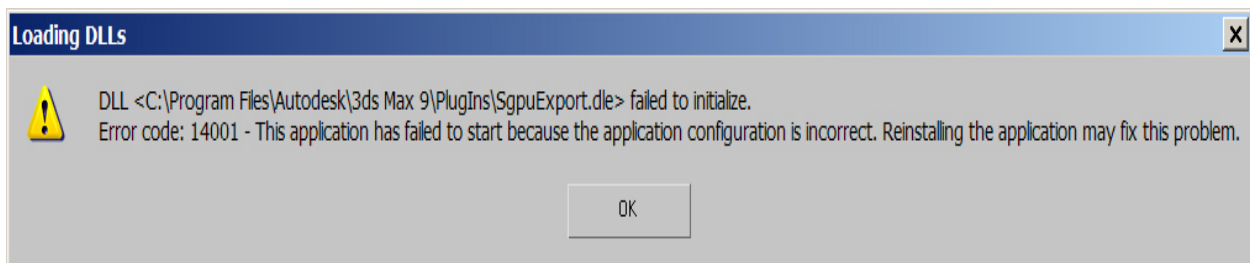 Loading DLLs
DLL <C:\Program Files\Autodesk\3ds Max 9\PlugIns\SgpuExport.dle> failed to initialize.
Error code: 14001 - This application has failed to start because the application configuration is incorrect. Reinstalling the application may fix this problem.
OK